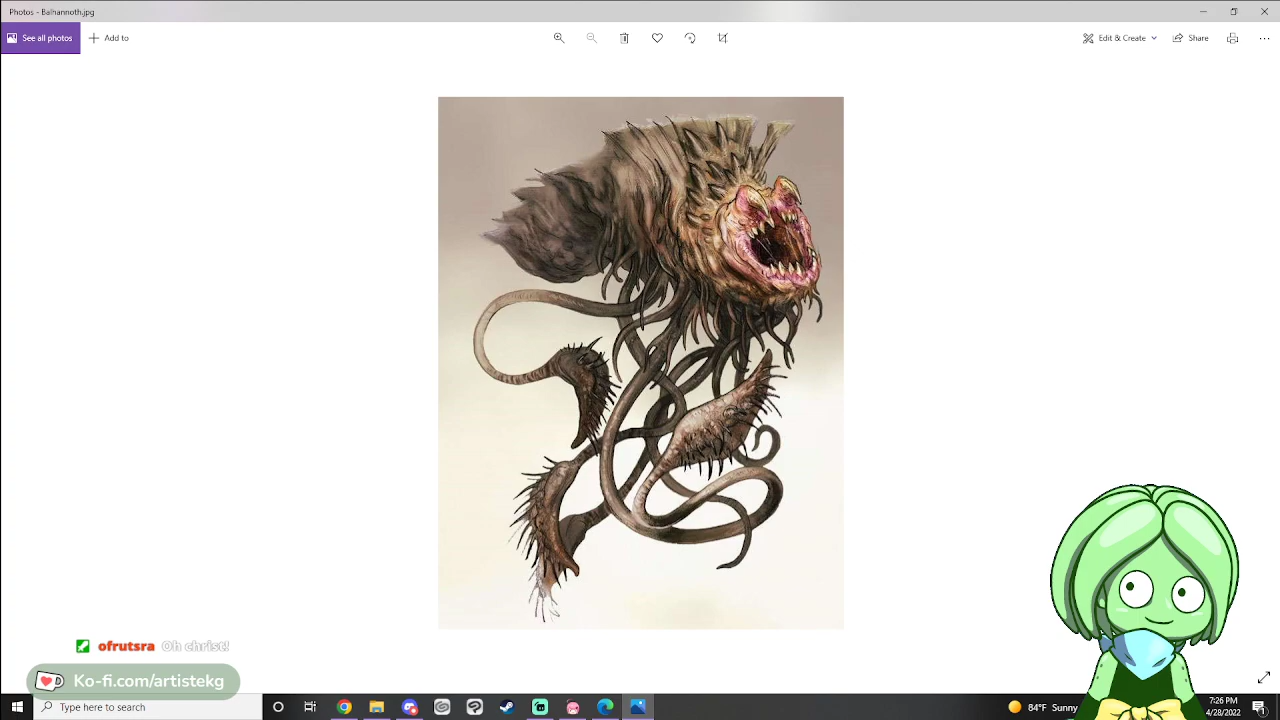 Photos - Balhannoth.jpg
See all photos
Add to
Edit & Create
Share
ofrutsra Oh christ!
Ko-fi.com/artistekg
Type here to search
84°F Sunny
7:26 PM
4/28/2022